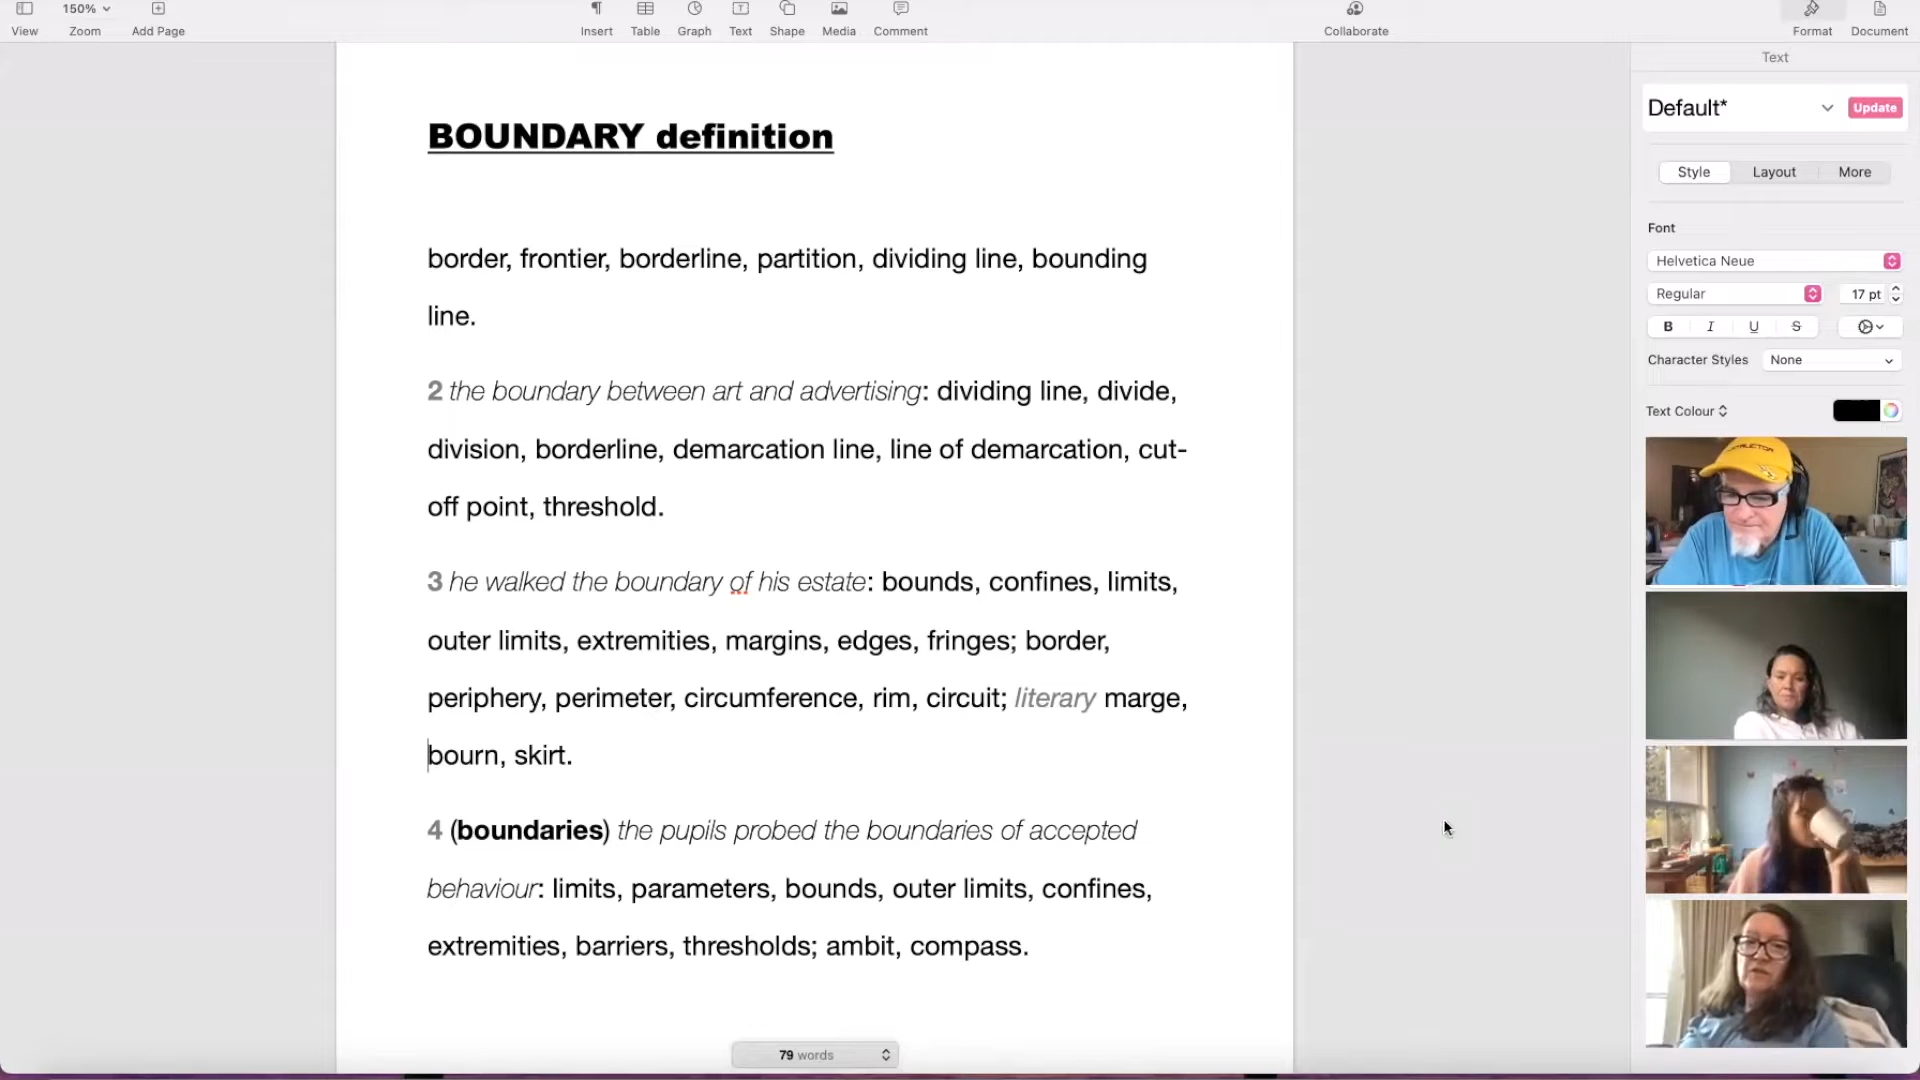 150%
View
Zoom
Add Page
Insert
Table
Graph
Text
Shape
Media
Comment
Collaborate
Format
Document
BOUNDARY definition
border, frontier, borderline, partition, dividing line, bounding
line.
2 the boundary between art and advertising: dividing line, divide,
division, borderline, demarcation line, line of demarcation, cut-
off point, threshold.
3 he walked the boundary of his estate: bounds, confines, limits,
outer limits, extremities, margins, edges, fringes; border,
periphery, perimeter, circumference, rim, circuit; literary marge,
bourn, skirt.
4 (boundaries) the pupils probed the boundaries of accepted
behaviour: limits, parameters, bounds, outer limits, confines,
extremities, barriers, thresholds; ambit, compass.
79 words
Text
Default*
Update
Style
Layout
More
Font
Helvetica Neue
Regular
17 pt
B I U S
Character Styles
None
Text Colour